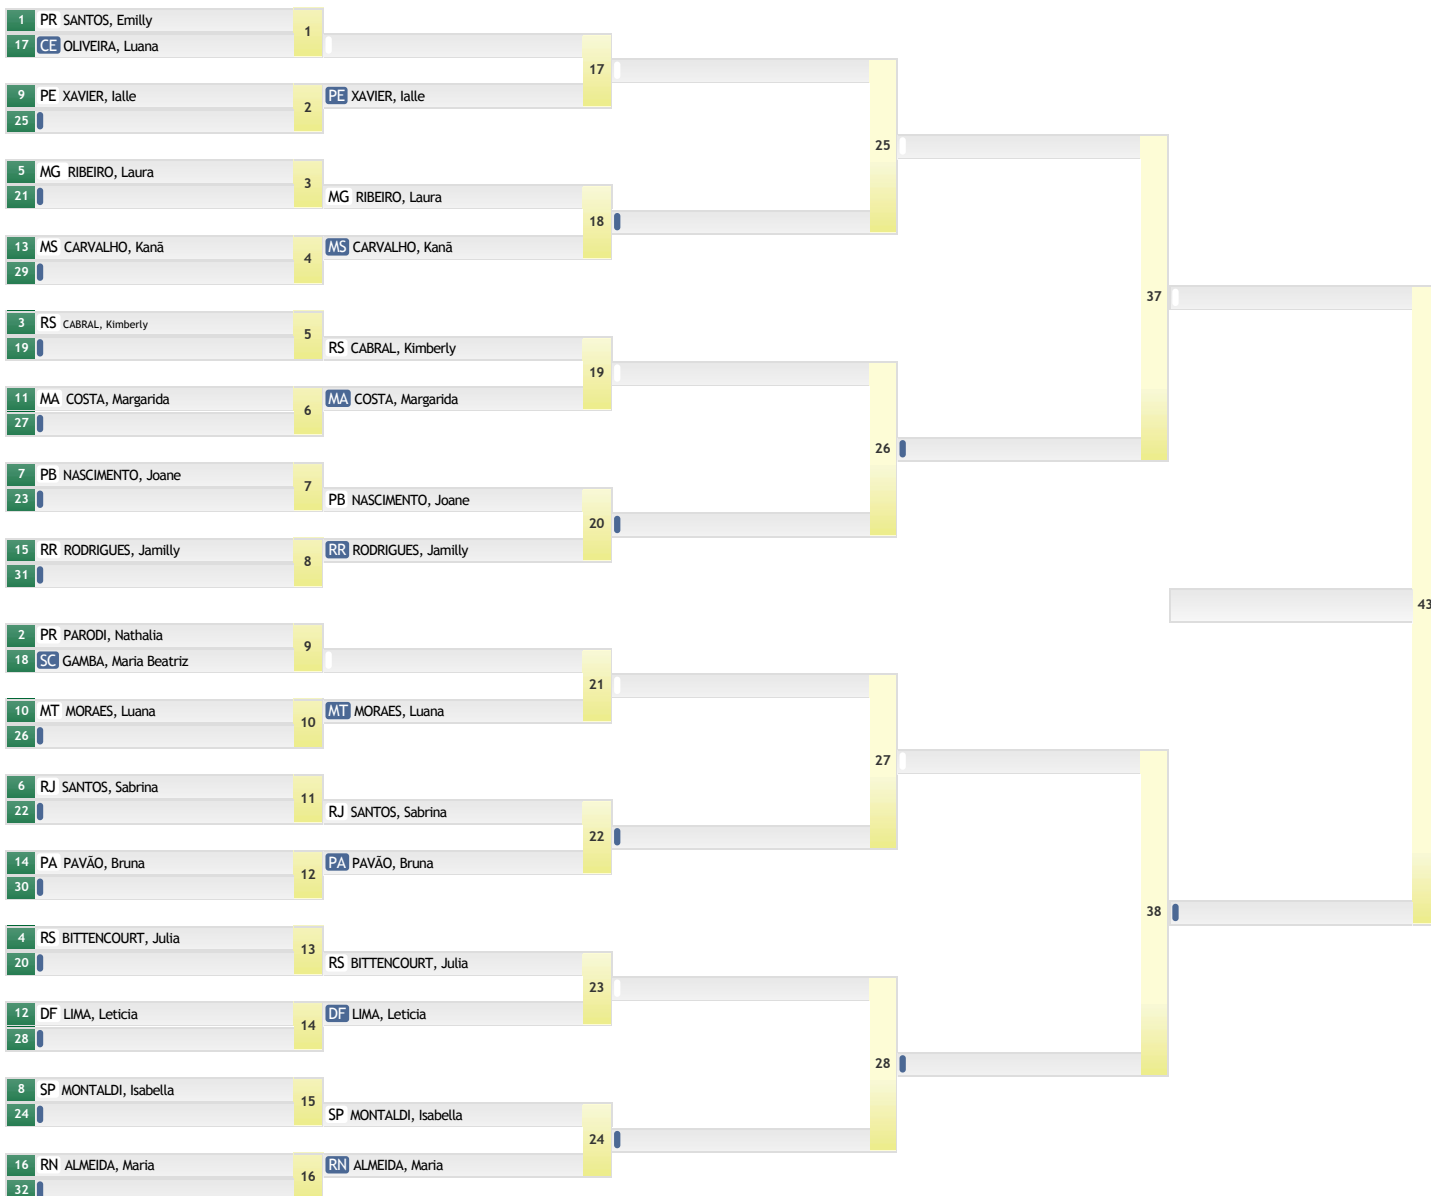 1 PR SANTOS, Emilly
1
17 CE OLIVEIRA, Luana
17
9 PE XAVIER, Ialle
2
PE XAVIER, Ialle
25
25
5 MG RIBEIRO, Laura
3
21
MG RIBEIRO, Laura
18
13 MS CARVALHO, Kanã
4
MS CARVALHO, Kanã
29
37
3 RS CABRAL, Kimberly
5
19
RS CABRAL, Kimberly
19
11 MA COSTA, Margarida
6
MA COSTA, Margarida
27
26
7 PB NASCIMENTO, Joane
7
23
PB NASCIMENTO, Joane
20
15 RR RODRIGUES, Jamilly
8
RR RODRIGUES, Jamilly
31
43
2 PR PARODI, Nathalia
9
18 SC GAMBA, Maria Beatriz
21
10 MT MORAES, Luana
10
MT MORAES, Luana
26
27
6 RJ SANTOS, Sabrina
11
22
RJ SANTOS, Sabrina
22
14 PA PAVÃO, Bruna
12
PA PAVÃO, Bruna
30
38
4 RS BITTENCOURT, Julia
13
20
RS BITTENCOURT, Julia
23
12 DF LIMA, Leticia
14
DF LIMA, Leticia
28
28
8 SP MONTALDI, Isabella
15
24
SP MONTALDI, Isabella
24
16 RN ALMEIDA, Maria
16
RN ALMEIDA, Maria
32